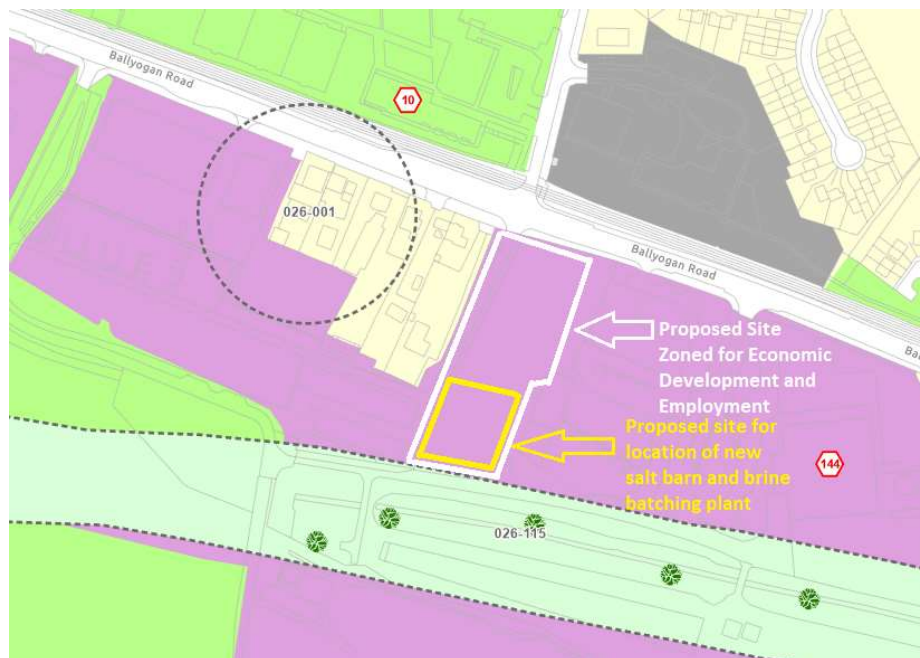 Ballyogan Road
10
026-001
Ballyogan Road
Bal
Proposed Site
Zoned for Economic
Development and
Employment
Proposed site for
location of new
salt barn and brine
batching plant
144
026-115